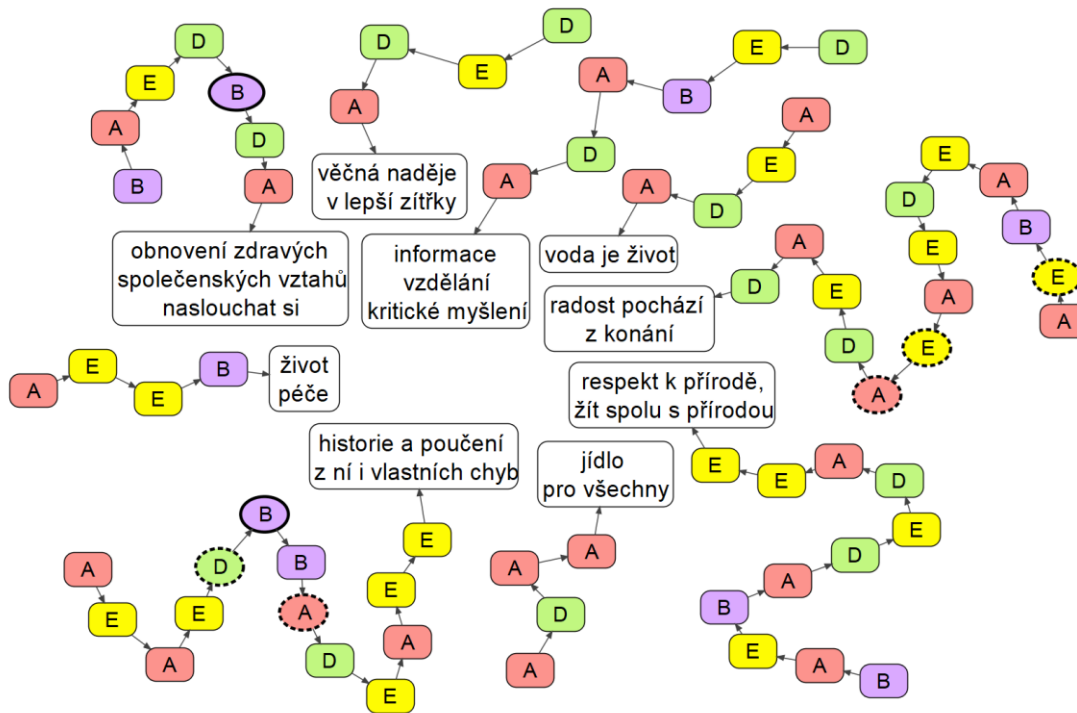 D
E
B
A
D
B
A
obnovení zdravých
společenských vztahů
naslouchat si
D
E
D
A
věčná naděje
v lepší zítřky
D
E
B
A
D
A
informace
vzdělání
kritické myšlení
A
E
D
A
voda je život
A
E
B
A
E
D
E
A
E
A
D
E
A
D
radost pochází
z konání
A
E
E
B
život
péče
A
E
A
E
D
B
B
A
D
E
A
E
E
historie a poučení
z ní i vlastních chyb
A
D
A
A
jídlo
pro všechny
B
A
E
B
A
D
E
D
A
E
E
respekt k přírodě,
žít spolu s přírodou